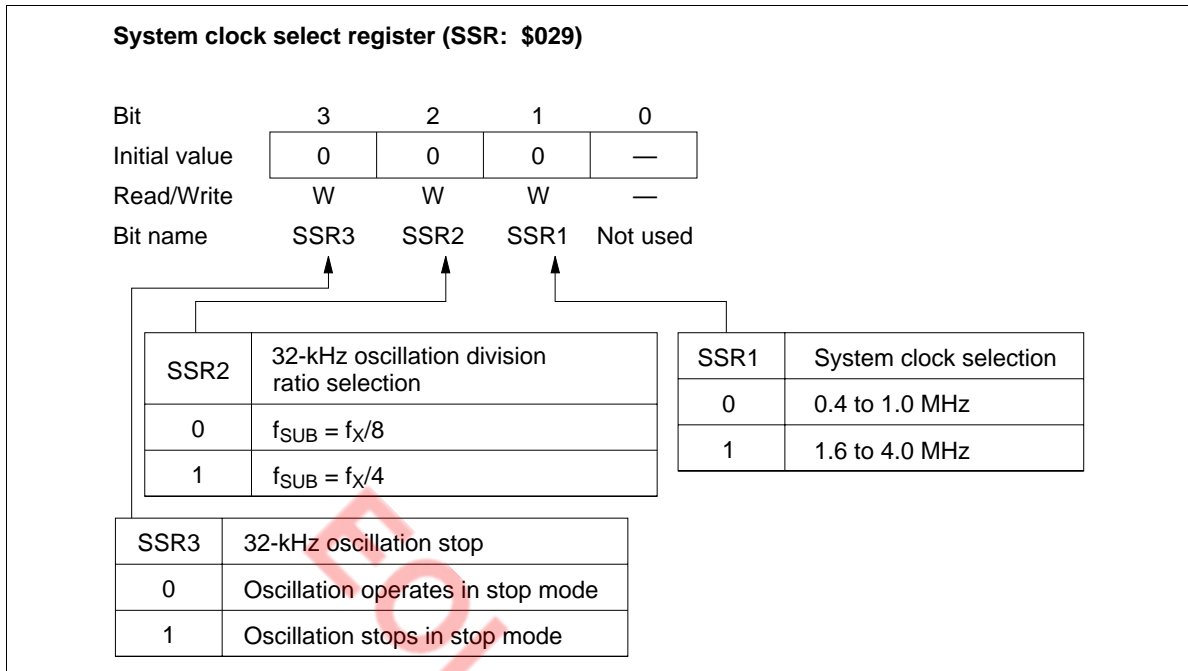 System clock select register (SSR: $029)
Bit 3 2 1 0
Initial value 0 0 0 —
Read/Write W W W —
Bit name SSR3 SSR2 SSR1 Not used
SSR2 32-kHz oscillation division
ratio selection
0 fSUB = fX/8
1 fSUB = fX/4
SSR1 System clock selection
0 0.4 to 1.0 MHz
1 1.6 to 4.0 MHz
SSR3 32-kHz oscillation stop
0 Oscillation operates in stop mode
1 Oscillation stops in stop mode